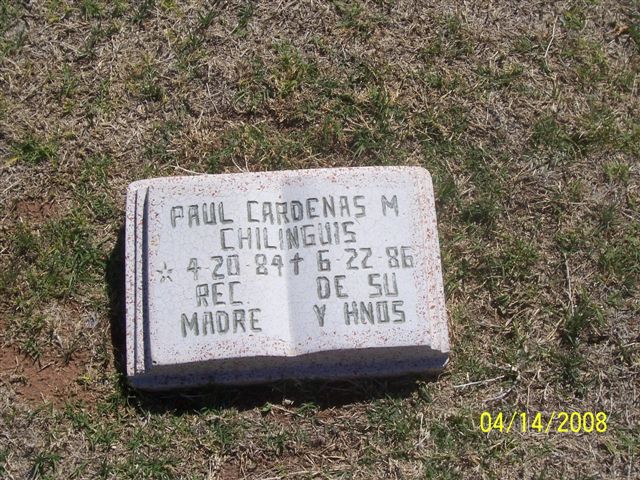 PAUL CARDENAS M
CHILINGUIS
☆ 4-20-84 ✝ 6-22-86
REC DE SU
MADRE Y HNOS
04/14/2008